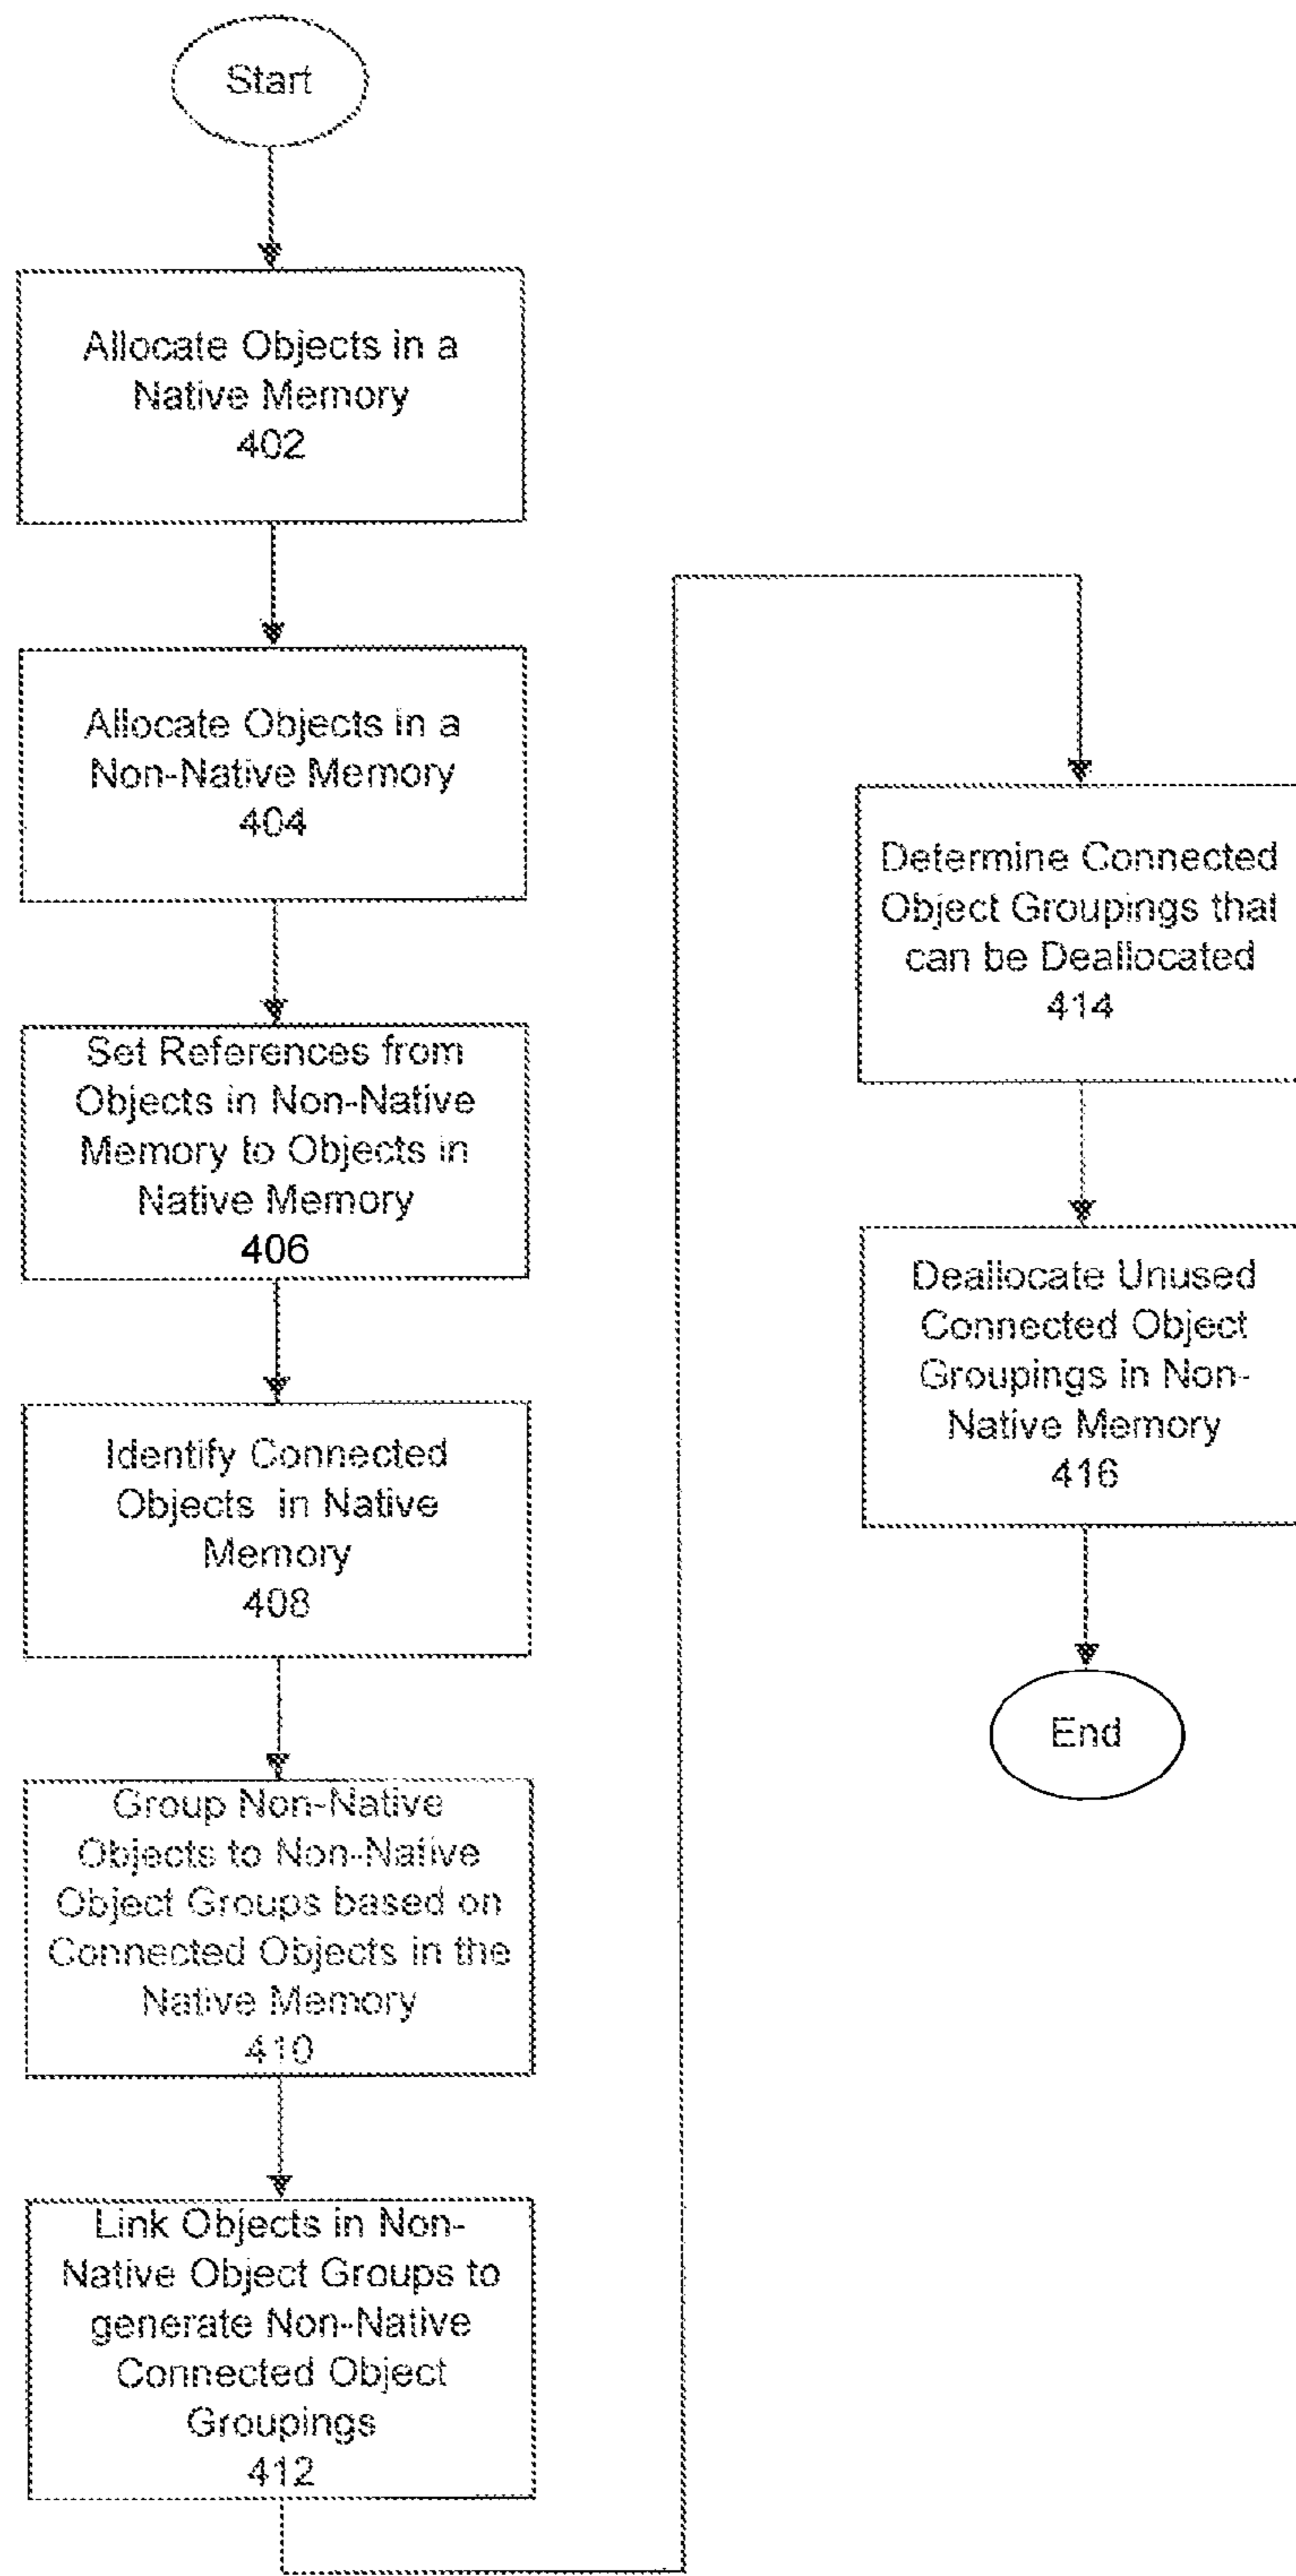 Start
Allocate Objects in a
Native Memory
402
Allocate Objects in a
Non-Native Memory
404
Set References from
Objects in Non-Native
Memory to Objects in
Native Memory
406
Identify Connected
Objects in Native
Memory
408
Group Non-Native
Objects to Non-Native
Object Groups based on
Connected Objects in the
Native Memory
410
Link Objects in Non-
Native Object Groups to
generate Non-Native
Connected Object
Groupings
412
Determine Connected
Object Groupings that
can be Deallocated
414
Deallocate Unused
Connected Object
Groupings in Non-
Native Memory
416
End